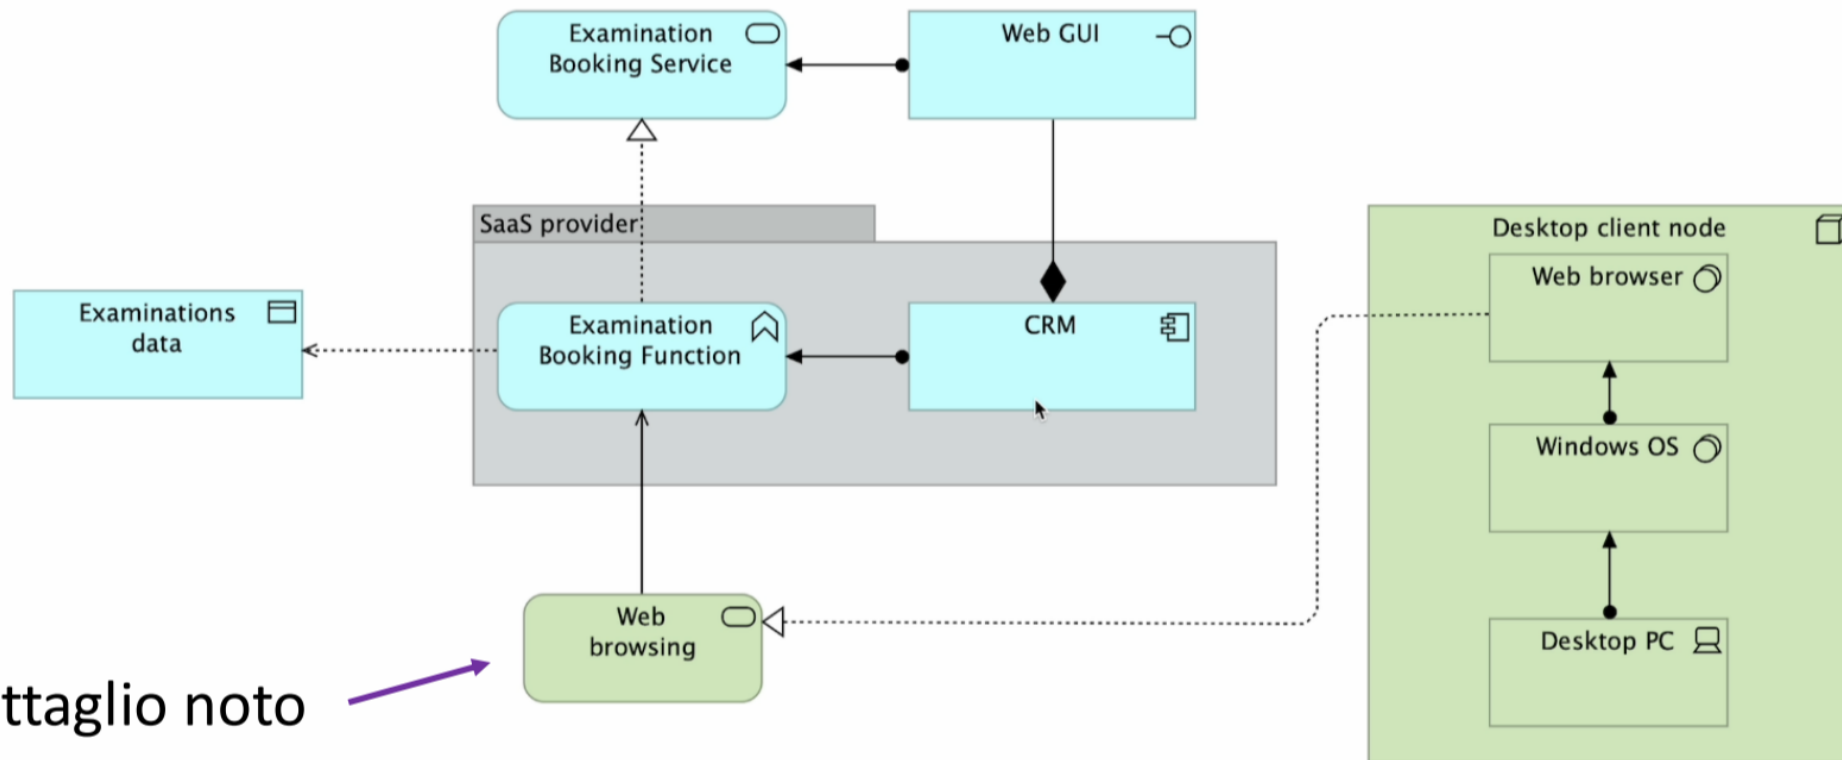 Examination
Booking Service
Web GUI
SaaS provider
Desktop client node
Web browser
Examinations
data
Examination
Booking Function
CRM
Windows OS
Web
browsing
Desktop PC
ttaglio noto